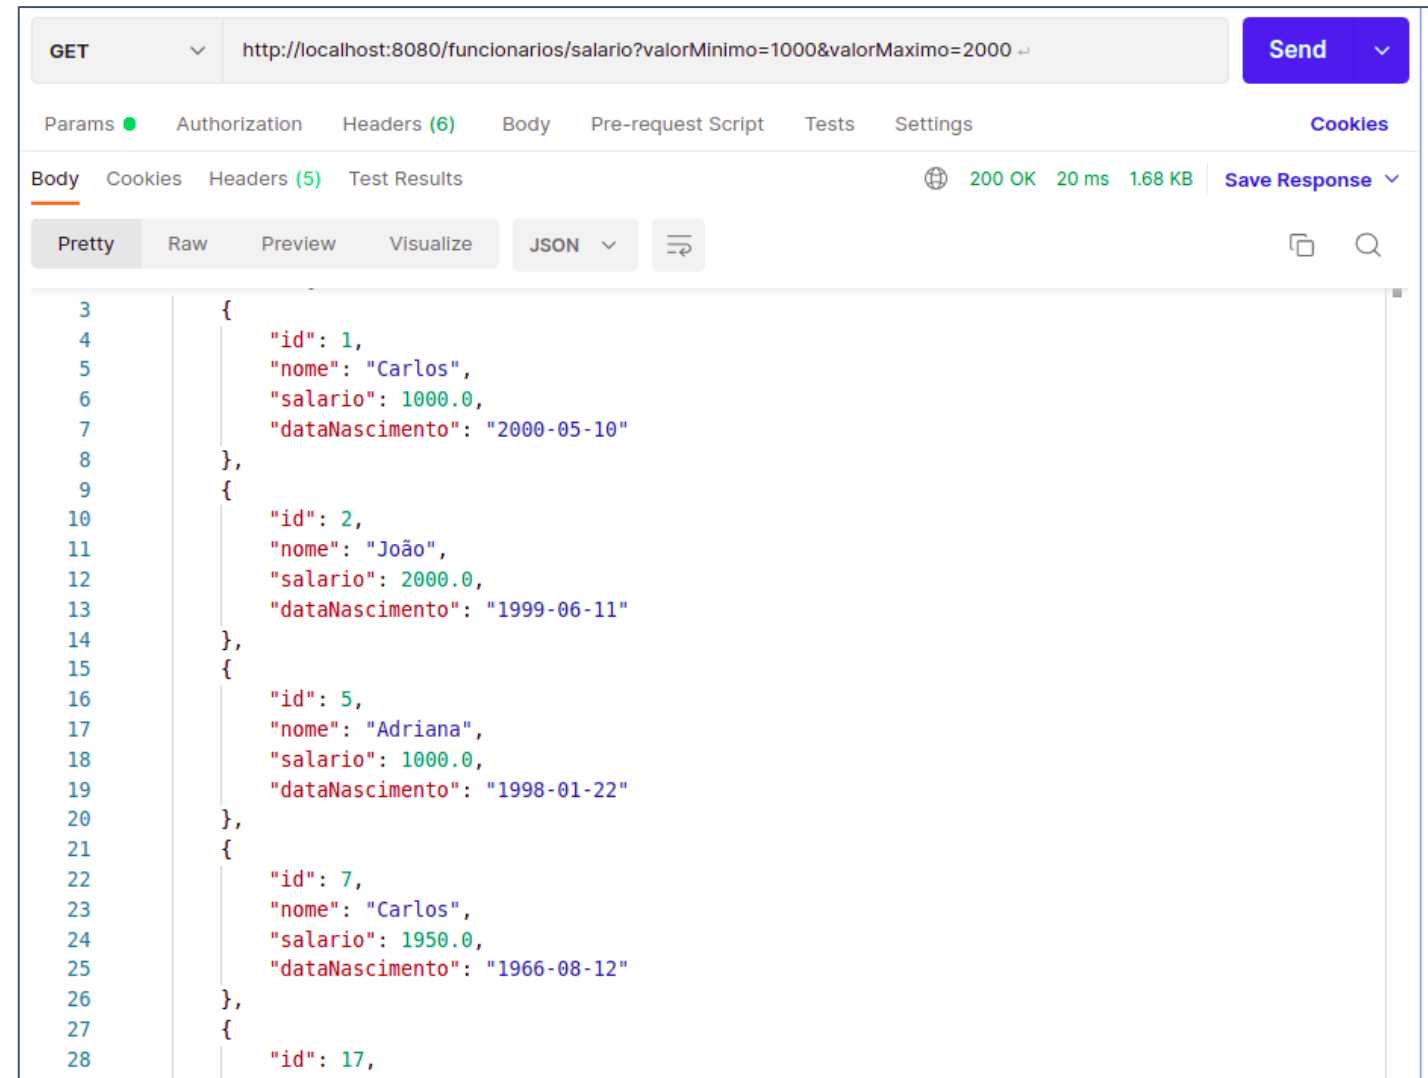 GET http://localhost:8080/funcionarios/salario?valorMinimo=1000&valorMaximo=2000 Send
Params Authorization Headers (6) Body Pre-request Script Tests Settings Cookies
Body Cookies Headers (5) Test Results 200 OK 20 ms 1.68 KB Save Response
Pretty Raw Preview Visualize JSON
3 {
4 "id": 1,
5 "nome": "Carlos",
6 "salario": 1000.0,
7 "dataNascimento": "2000-05-10"
8 },
9 {
10 "id": 2,
11 "nome": "João",
12 "salario": 2000.0,
13 "dataNascimento": "1999-06-11"
14 },
15 {
16 "id": 5,
17 "nome": "Adriana",
18 "salario": 1000.0,
19 "dataNascimento": "1998-01-22"
20 },
21 {
22 "id": 7,
23 "nome": "Carlos",
24 "salario": 1950.0,
25 "dataNascimento": "1966-08-12"
26 },
27 {
28 "id": 17,